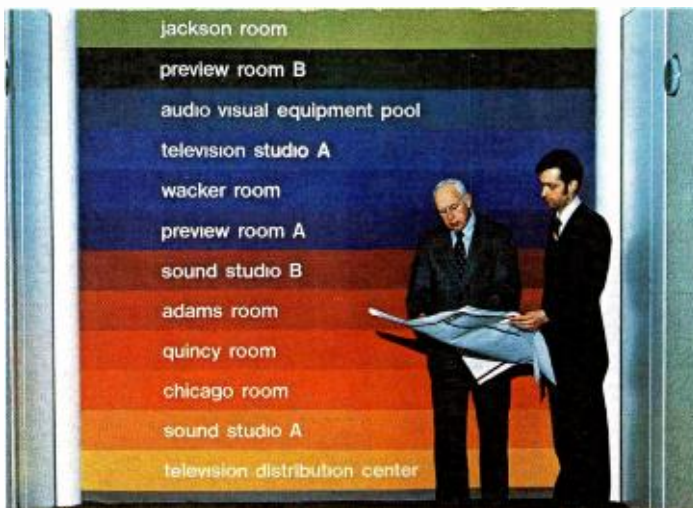 jackson room
preview room B
audio visual equipment pool
television studio A
wacker room
preview room A
sound studio B
adams room
quincy room
chicago room
sound studio A
television distribution center